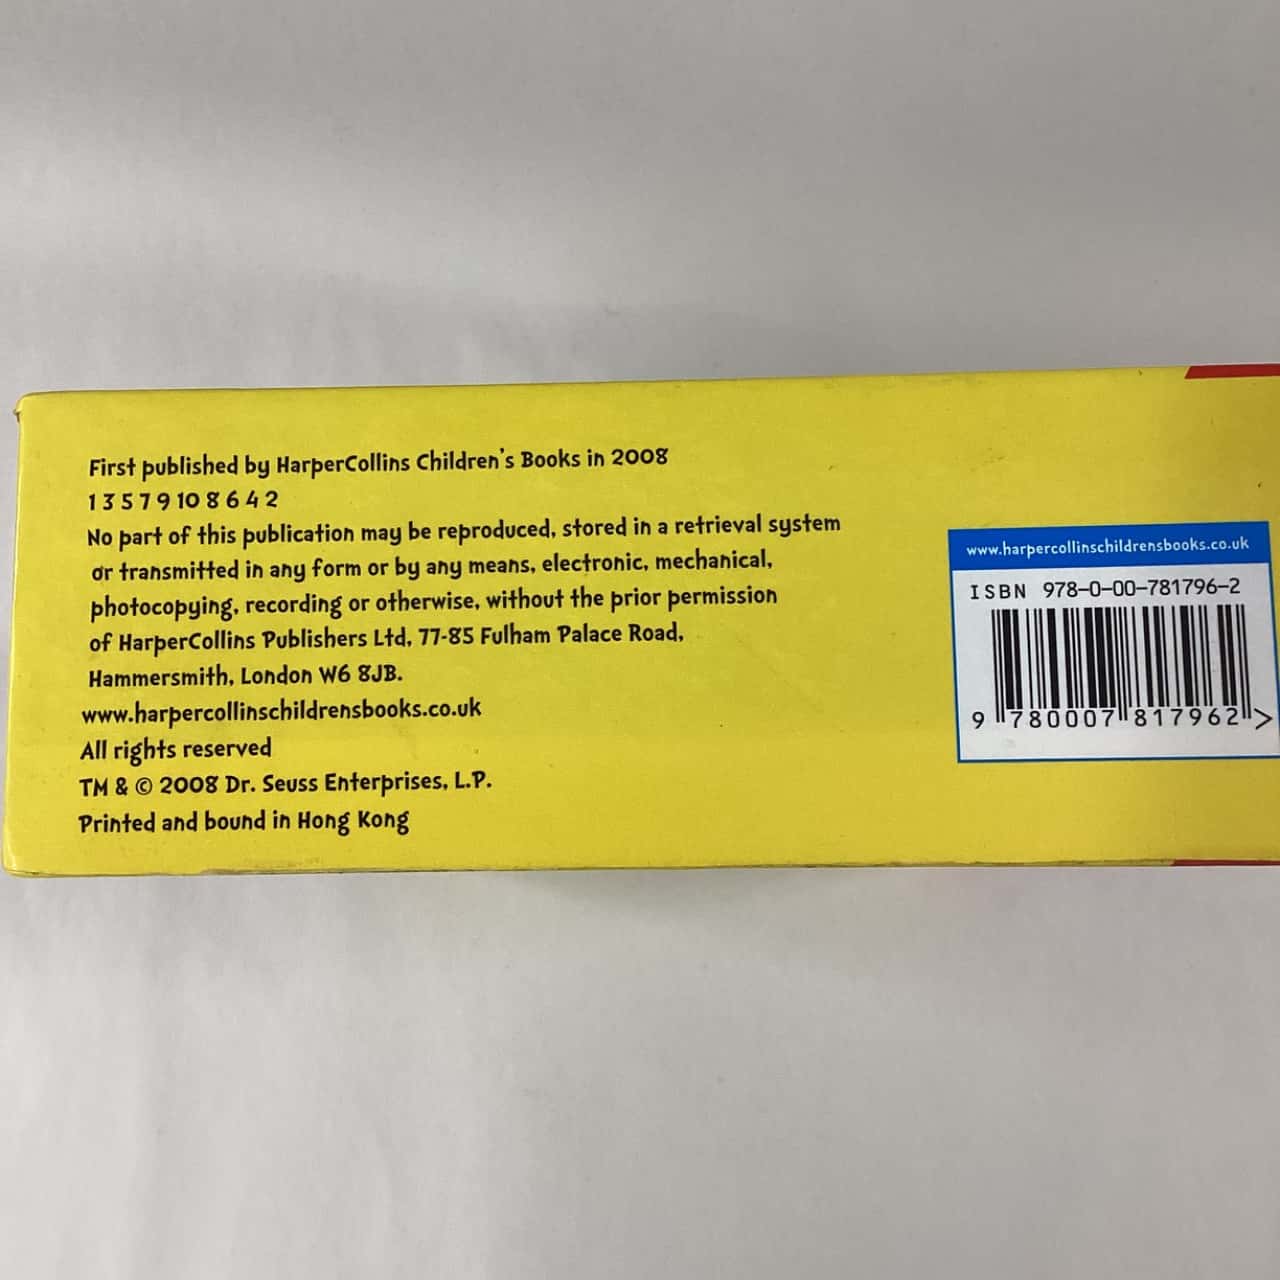 First published by HarperCollins Children's Books in 2008
1 3 5 7 9 10 8 6 4 2
No part of this publication may be reproduced, stored in a retrieval system
or transmitted in any form or by any means, electronic, mechanical,
photocopying, recording or otherwise, without the prior permission
of HarperCollins Publishers Ltd, 77-85 Fulham Palace Road,
Hammersmith, London W6 8JB.
www.harpercollinschildrensbooks.co.uk
All rights reserved
TM & © 2008 Dr. Seuss Enterprises, L.P.
Printed and bound in Hong Kong
www.harpercollinschildrensbooks.co.uk
ISBN 978-0-00-781796-2
9 780007 817962 >